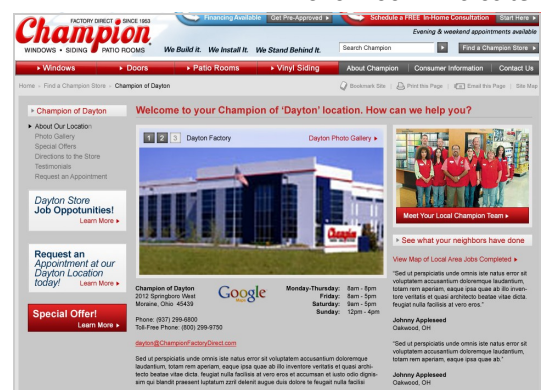 FACTORY DIRECT SINCE 1953
Champion
WINDOWS • SIDING PATIO ROOMS
We Build It. We Install It. We Stand Behind It.
Financing Available Get Pre-Approved
Schedule a FREE In-Home Consultation Start Here
Evening & weekend appointments available
Search Champion
Find a Champion Store
Windows Doors Patio Rooms Vinyl Siding About Champion Consumer Information Contact Us
Home - Find a Champion Store - Champion of Dayton
Bookmark Site | Print this Page | Email this Page | Site Map
Champion of Dayton
About Our Location
Photo Gallery
Special Offers
Directions to the Store
Testimonials
Request an Appointment
Dayton Store
Job Oppotunities!
Learn More
Request an
Appointment at our
Dayton Location
today! Learn More
Special Offer!
Learn More
Welcome to your Champion of ‘Dayton’ location. How can we help you?
1 2 3 Dayton Factory Dayton Photo Gallery
Champion
Champion of Dayton
2012 Springboro West
Moraine, Ohio 45439
Phone: (937) 299-6800
Toll-Free Phone: (800) 299-9750
Google
Maps
Monday-Thursday: 8am - 8pm
Friday: 8am - 5pm
Saturday: 9am - 5pm
Sunday: 12pm - 4pm
dayton@ChampionFactoryDirect.com
Sed ut perspiciatis unde omnis iste natus error sit voluptatem accusantium doloremque
laudantium, totam rem aperiam, eaque ipsa quae ab illo inventore veritatis et quasi archi-
tecto beatae vitae dicta. feugiat nulla facilisis at vero eros et accumsan et iusto odio dignis-
sim qui blandit praesent luptatum zzril delenit augue duis dolore te feugait nulla facilisi
Meet Your Local Champion Team
See what your neighbors have done
View Map of Local Area Jobs Completed
“Sed ut perspiciatis unde omnis iste natus error sit
voluptatem accusantium doloremque laudantium,
totam rem aperiam, eaque ipsa quae ab illo inven-
tore veritatis et quasi architecto beatae vitae dicta.
feugiat nulla facilisis at vero eros.”
Johnny Appleseed
Oakwood, OH
“Sed ut perspiciatis unde omnis iste natus error sit
voluptatem accusantium doloremque laudantium,
totam rem aperiam, eaque ipsa quae ab.”
Johnny Appleseed
Oakwood, OH